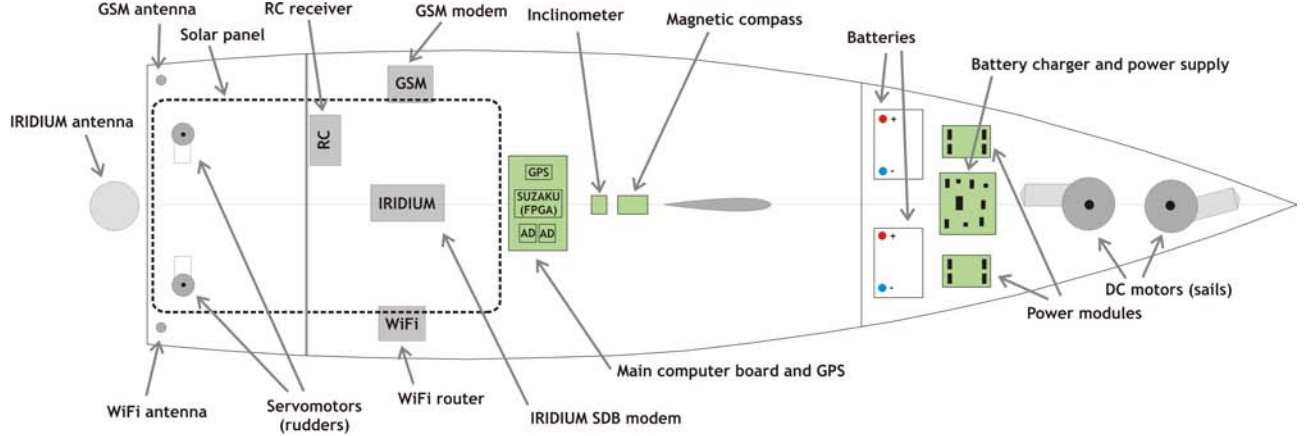 GSM antenna
RC receiver
GSM modem
Inclinometer
Magnetic compass
Solar panel
Batteries
Battery charger and power supply
IRIDIUM antenna
GSM
RC
+
-
GPS
SUZAKU
(FPGA)
AD AD
IRIDIUM
+
-
WiFi
DC motors (sails)
Power modules
Main computer board and GPS
WiFi antenna
Servomotors
(rudders)
WiFi router
IRIDIUM SDB modem